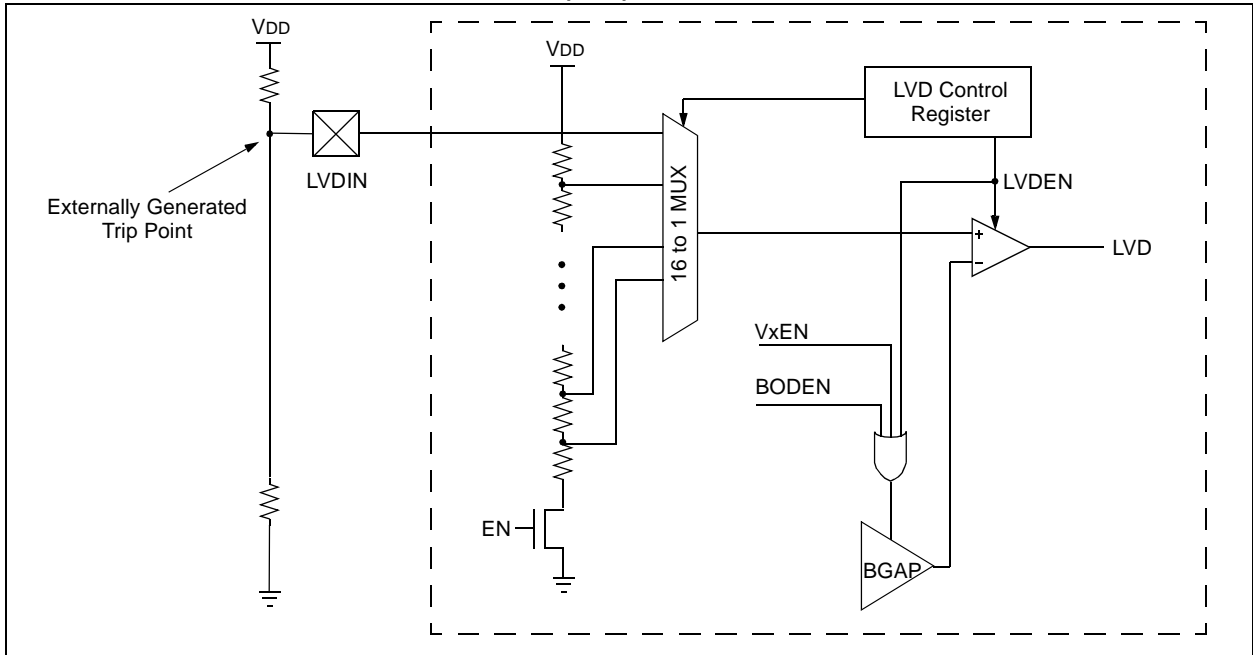 VDD
VDD
LVD Control
Register
LVDIN
16 to 1 MUX
LVDEN
Externally Generated
Trip Point
+
–
LVD
VxEN
BODEN
EN
BGAP